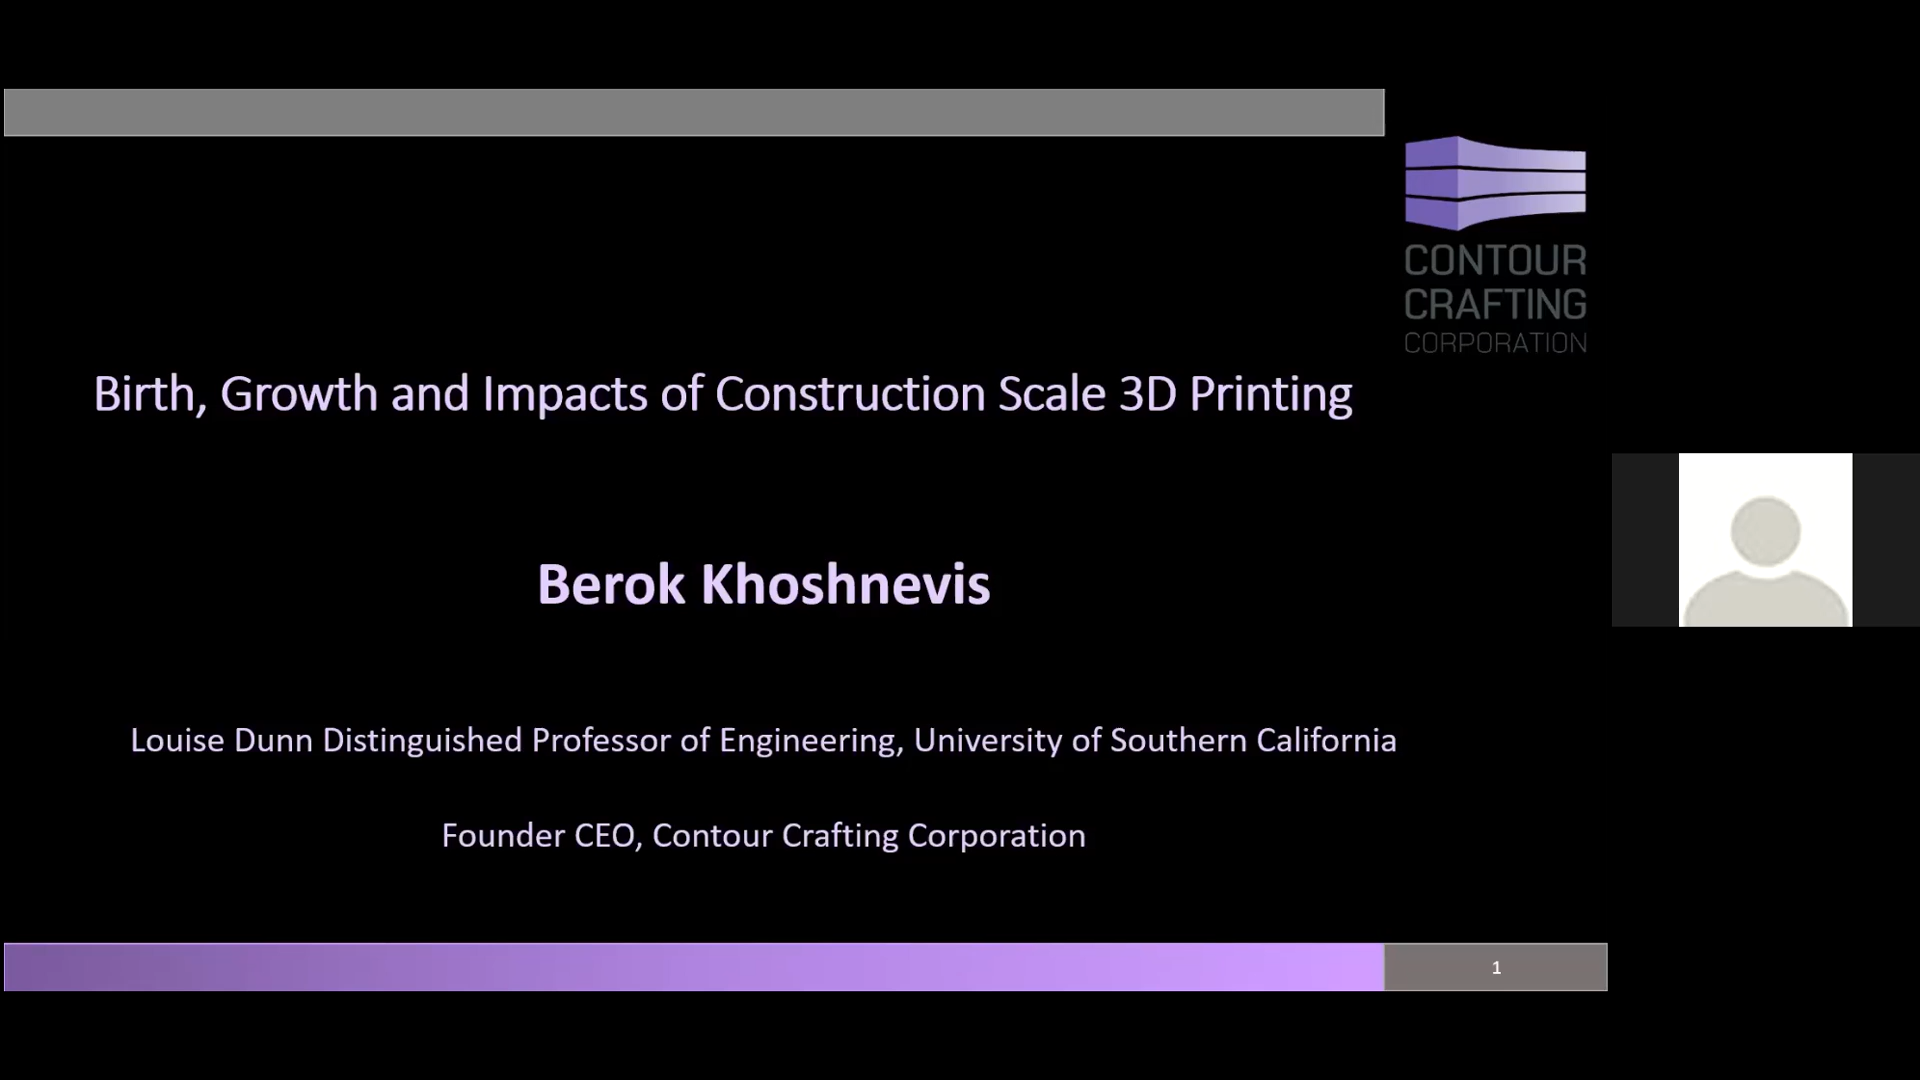 CONTOUR
CRAFTING
CORPORATION
Birth, Growth and Impacts of Construction Scale 3D Printing
Berok Khoshnevis
Louise Dunn Distinguished Professor of Engineering, University of Southern California
Founder CEO, Contour Crafting Corporation
1